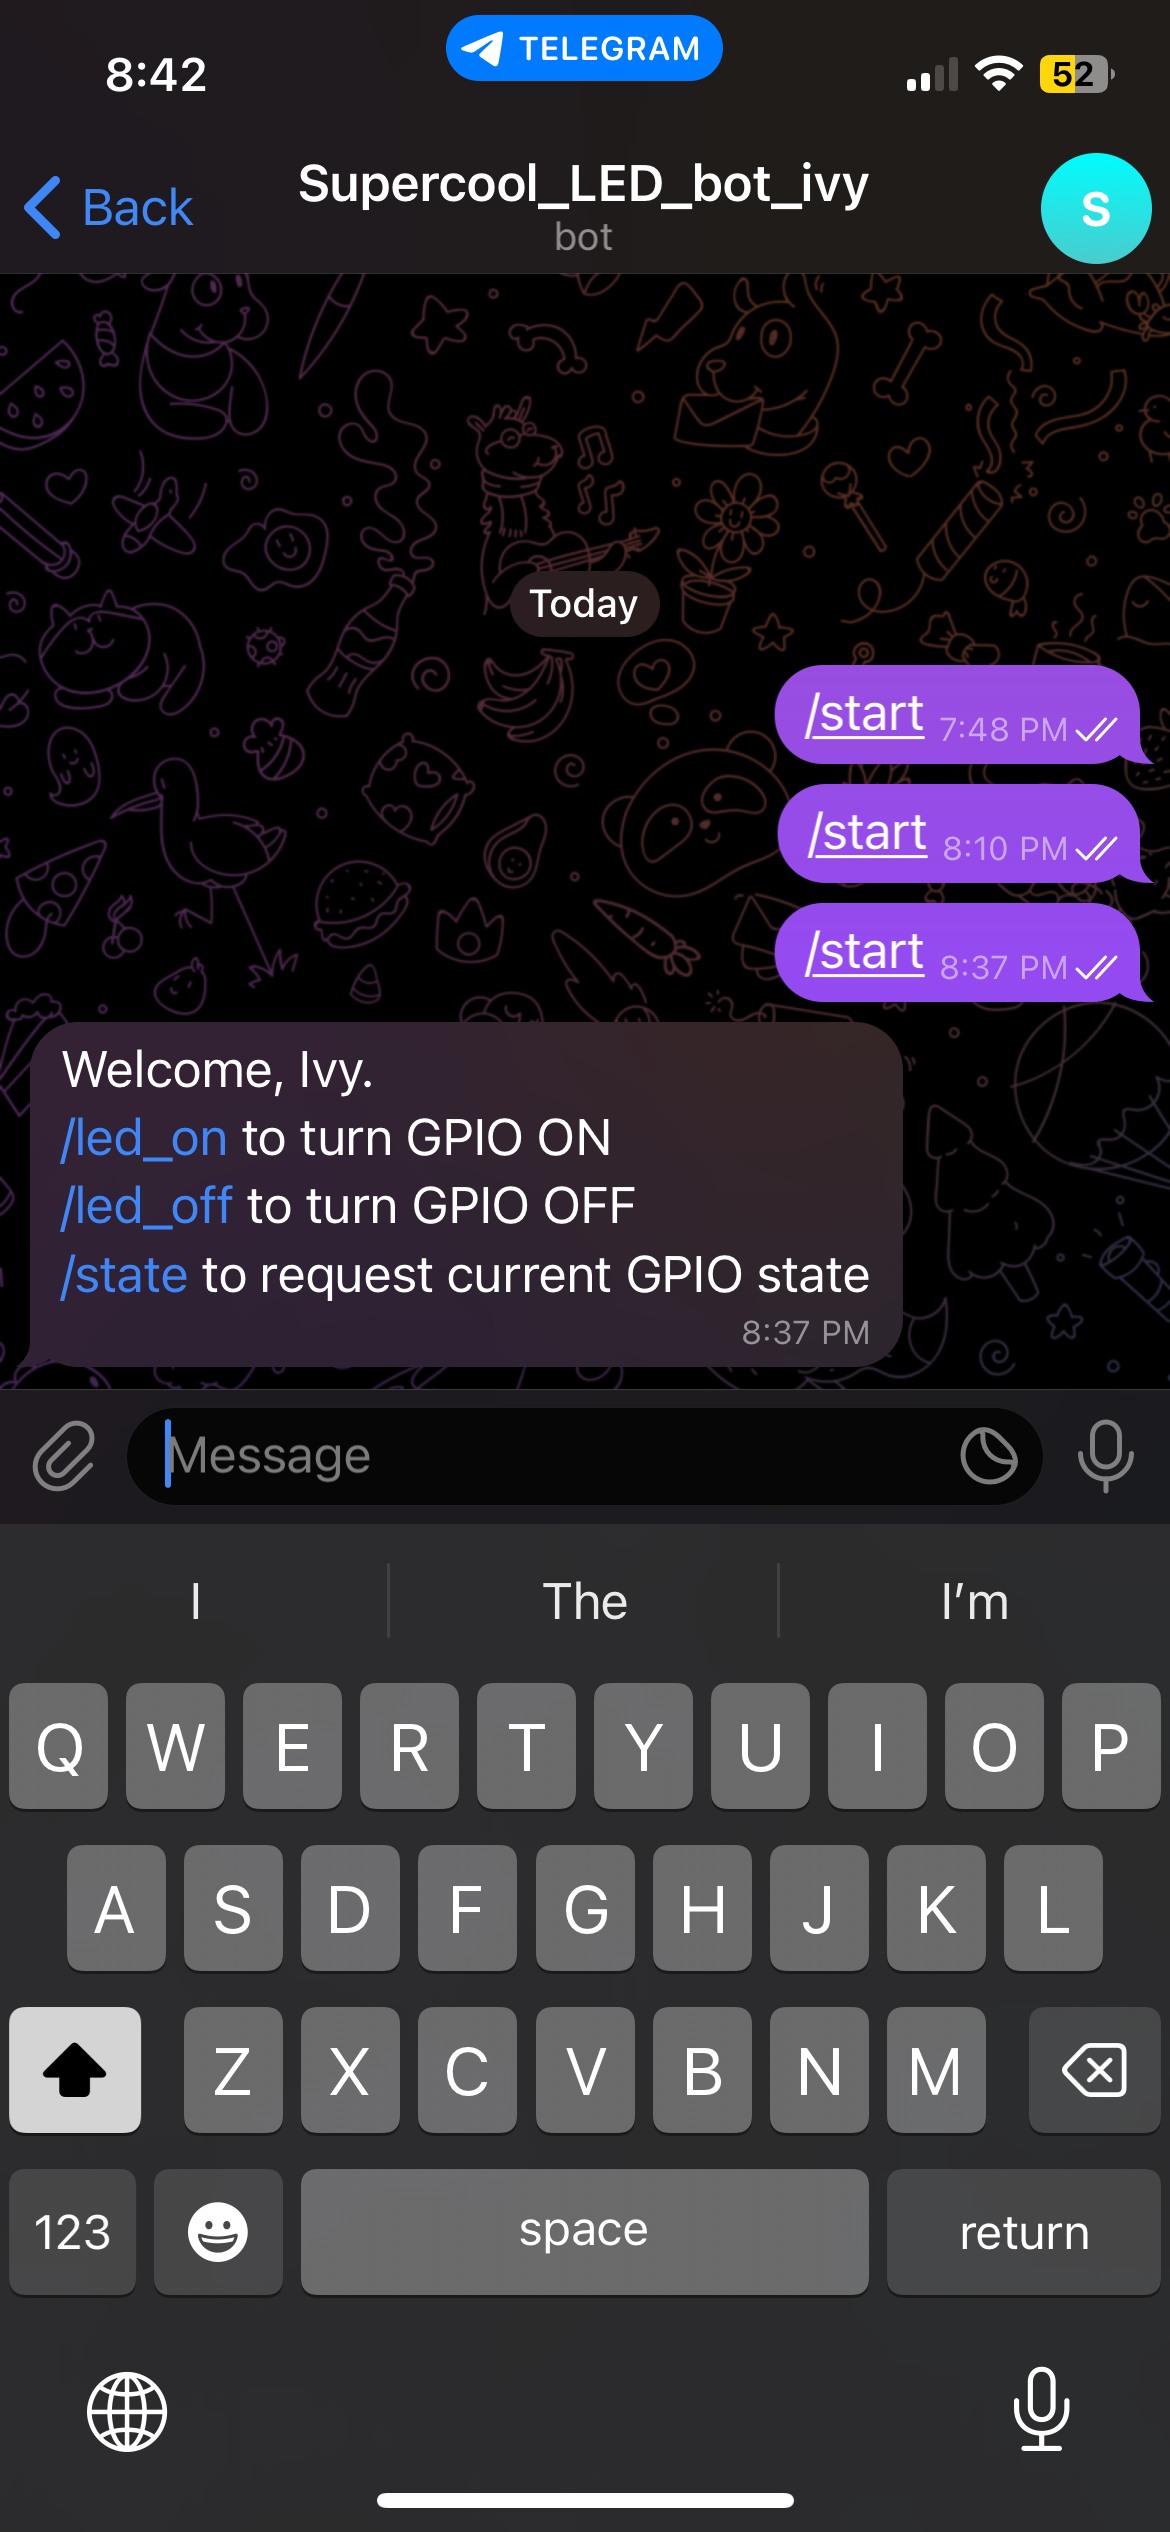 8:42
TELEGRAM
52
Back
Supercool_LED_bot_ivy
bot
S
Today
/start 7:48 PM
/start 8:10 PM
/start 8:37 PM
Welcome, Ivy.
/led_on to turn GPIO ON
/led_off to turn GPIO OFF
/state to request current GPIO state
8:37 PM
Message
I The I’m
Q W E R T Y U I O P
A S D F G H J K L
Z X C V B N M
123 space return